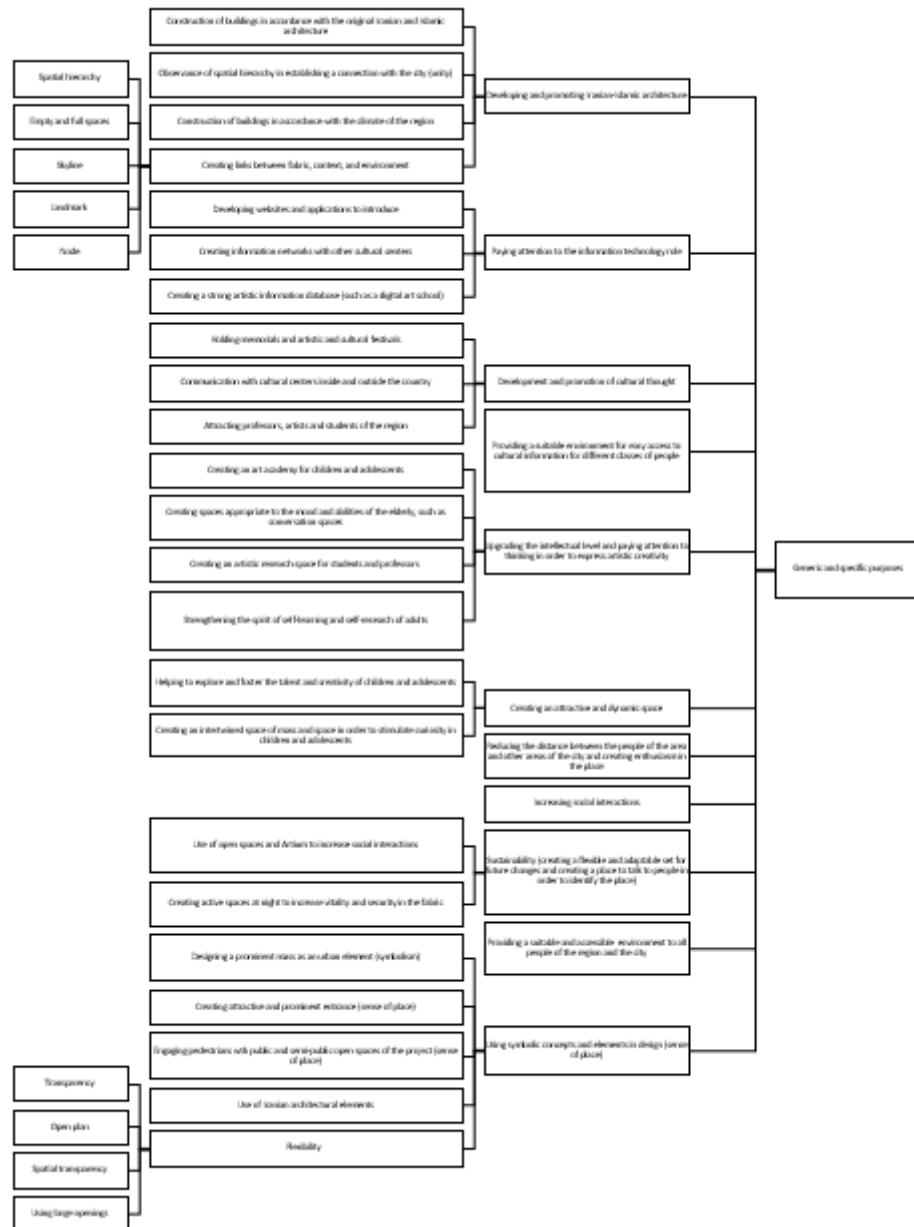 Construction of buildings in accordance with the original Iranian and Islamic
architecture
Observance of spatial hierarchy in establishing a connection with the city (unity)
Construction of buildings in accordance with the climate of the region
Creating links between fabric, context, and environment
Spatial hierarchy
Empty and full spaces
Skyline
Landmark
Node
Developing and promoting Iranian-Islamic architecture
Developing websites and applications to introduce
Creating information networks with other cultural centers
Creating a strong artistic information database (such as a digital art school)
Paying attention to the information technology role
Holding memorials and artistic and cultural festivals
Communication with cultural centers inside and outside the country
Attracting professors, artists and students of the region
Development and promotion of cultural thought
Providing a suitable environment for easy access to
cultural information for different classes of people
Creating an art academy for children and adolescents
Creating spaces appropriate to the mood and abilities of the elderly, such as
conversation spaces
Creating an artistic research space for students and professors
Strengthening the spirit of self-learning and self-research of adults
Upgrading the intellectual level and paying attention to
thinking in order to express artistic creativity
Generic and specific purposes
Helping to explore and foster the talent and creativity of children and adolescents
Creating an intertwined space of mass and space in order to stimulate curiosity in
children and adolescents
Creating an attractive and dynamic space
Reducing the distance between the people of the area
and other areas of the city and creating enthusiasm in
the place
Increasing social interactions
Use of open spaces and Artium to increase social interactions
Creating active spaces at night to increase vitality and security in the fabric
Sustainability (creating a flexible and adaptable set for
future changes and creating a place to talk to people in
order to identify the place)
Providing a suitable and accessible environment to all
people of the region and the city
Designing a prominent mass as an urban element (symbolism)
Creating attractive and prominent entrance (sense of place)
Engaging pedestrians with public and semi-public open spaces of the project (sense
of place)
Use of Iranian architectural elements
Flexibility
Using symbolic concepts and elements in design (sense
of place)
Transparency
Open plan
Spatial transparency
Using large openings